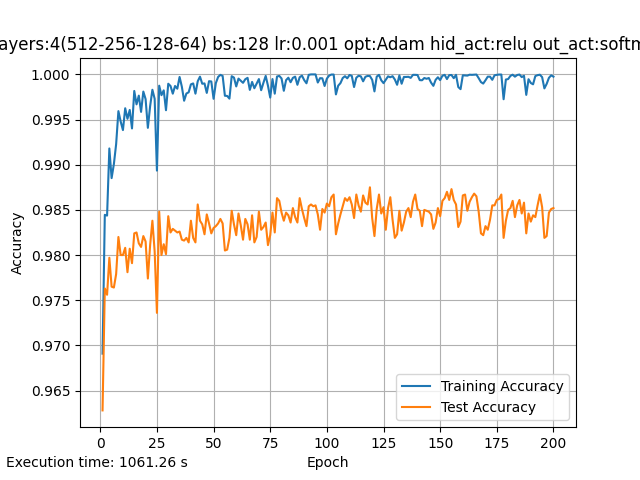 ayers:4(512-256-128-64) bs:128 lr:0.001 opt:Adam hid_act:relu out_act:softm
1.000
0.995
0.990
0.985
0.980
0.975
0.970
0.965
Accuracy
Training Accuracy
Test Accuracy
0 25 50 75 100 125 150 175 200
Execution time: 1061.26 s Epoch